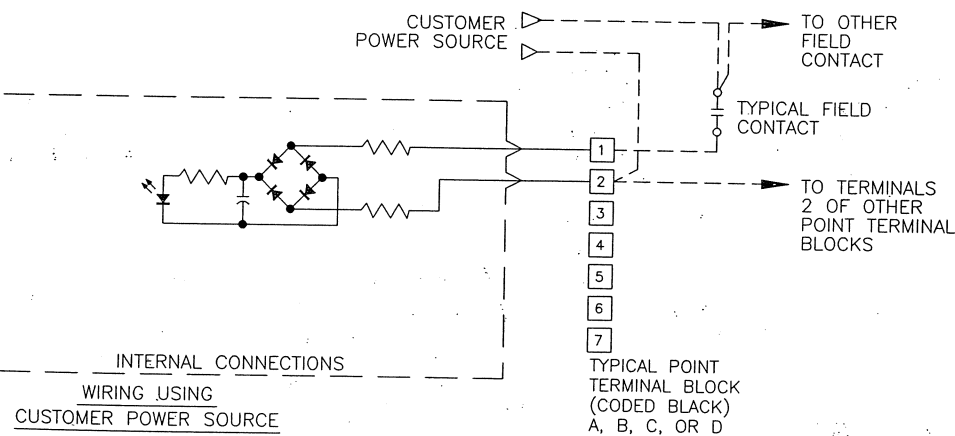 CUSTOMER
POWER SOURCE
TO OTHER
FIELD
CONTACT
TYPICAL FIELD
CONTACT
1
2
3
4
5
6
7
TO TERMINALS
2 OF OTHER
POINT TERMINAL
BLOCKS
INTERNAL CONNECTIONS
WIRING USING
CUSTOMER POWER SOURCE
TYPICAL POINT
TERMINAL BLOCK
(CODED BLACK)
A, B, C, OR D